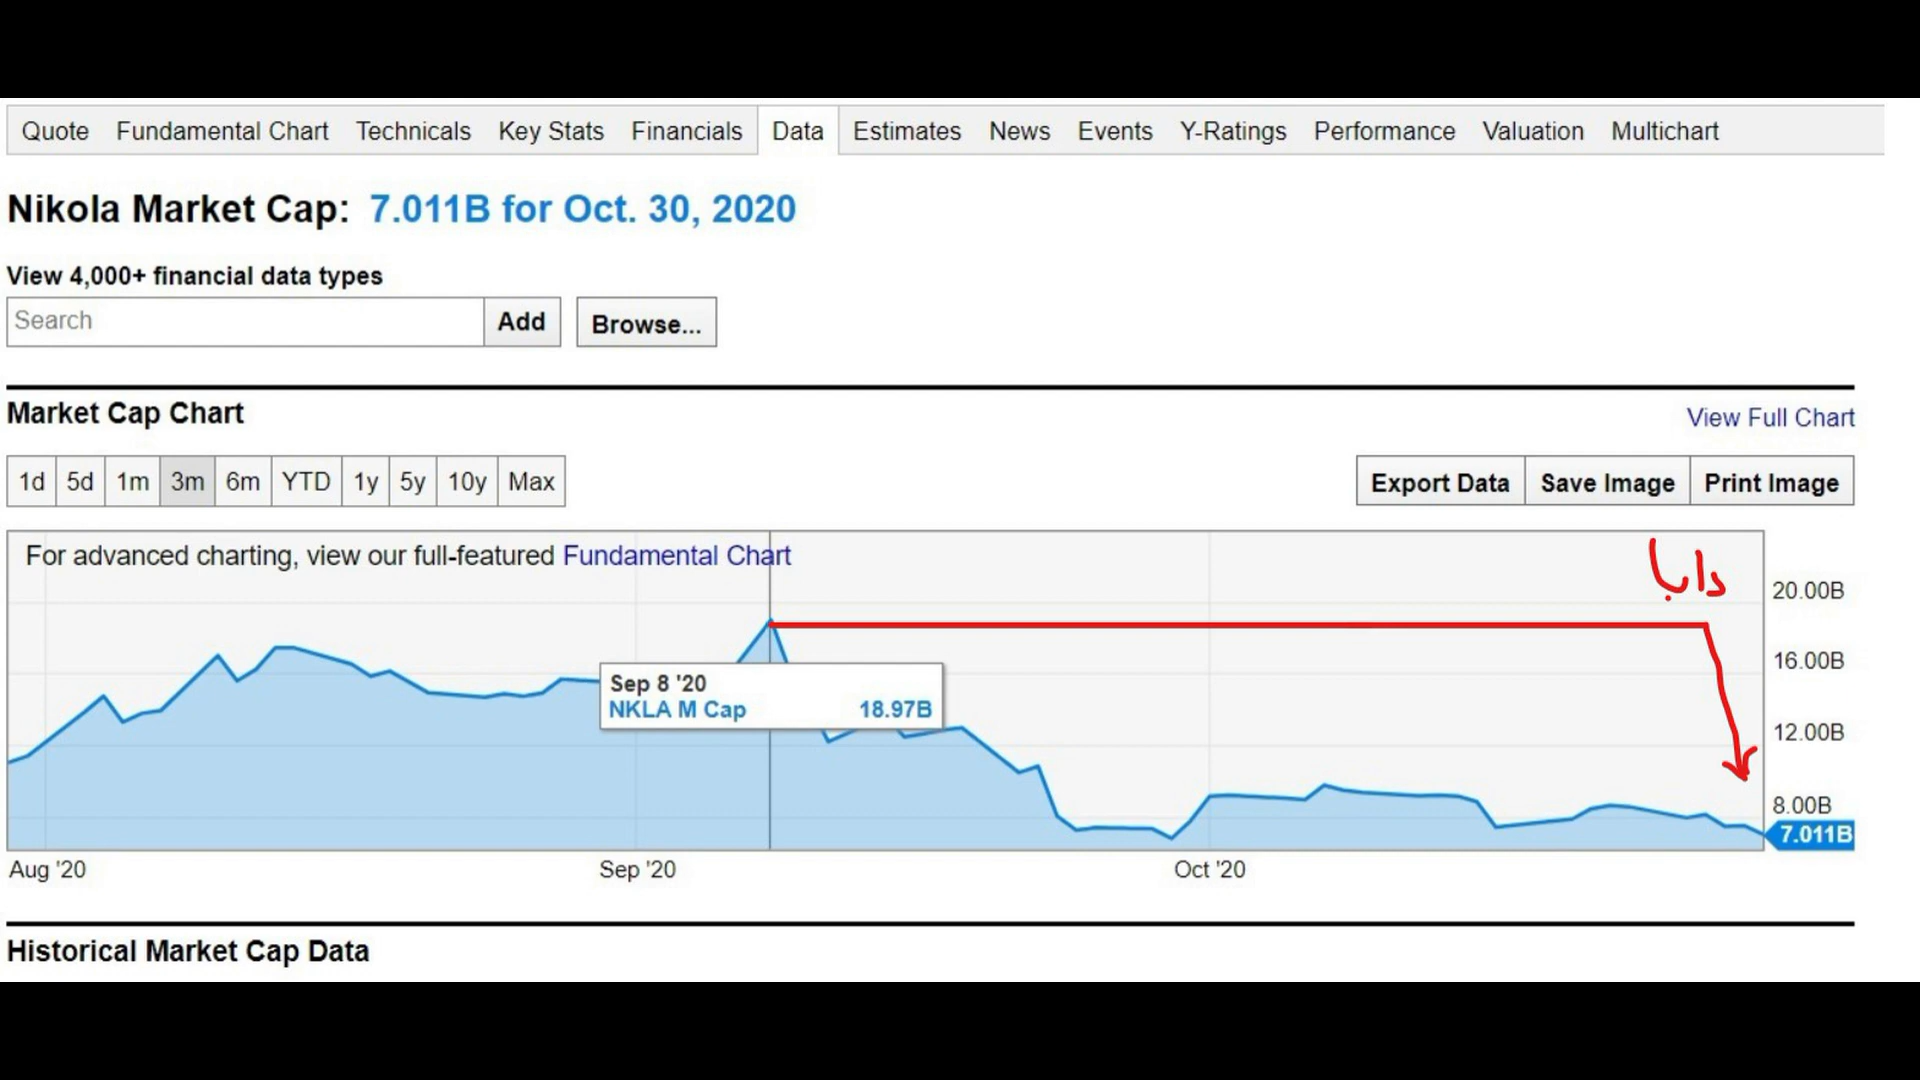 Quote Fundamental Chart Technicals Key Stats Financials Data Estimates News Events Y-Ratings Performance Valuation Multichart
Nikola Market Cap: 7.011B for Oct. 30, 2020
View 4,000+ financial data types
Search Add Browse...
Market Cap Chart View Full Chart
1d 5d 1m 3m 6m YTD 1y 5y 10y Max Export Data Save Image Print Image
For advanced charting, view our full-featured Fundamental Chart
داب
20.00B
16.00B
Sep 8 '20
NKLA M Cap 18.97B
12.00B
8.00B
7.011B
Aug '20 Sep '20 Oct '20
Historical Market Cap Data